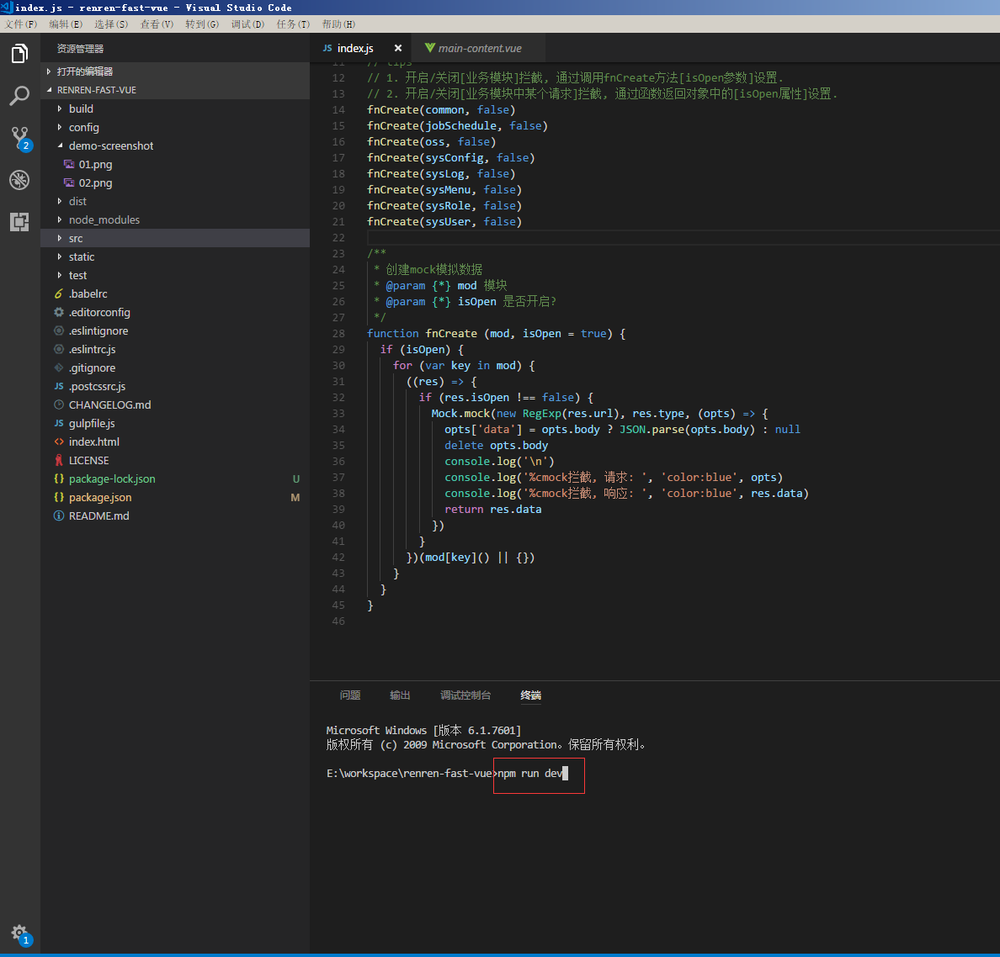 index.js - renren-fast-vue - Visual Studio Code
文件(F) 编辑(E) 选择(S) 查看(V) 转到(G) 调试(D) 任务(T) 帮助(H)
资源管理器
打开的编辑器
RENREN-FAST-VUE
build
config
demo-screenshot
01.png
02.png
dist
node_modules
src
static
test
.babelrc
.editorconfig
.eslintignore
.eslintrc.js
.gitignore
JS .postcssrc.js
CHANGELOG.md
JS gulpfile.js
<> index.html
LICENSE
{} package-lock.json U
{} package.json M
README.md
2
1
JS index.js × main-content.vue
11 // tips
12 // 1. 开启/关闭[业务模块]拦截, 通过调用fnCreate方法[isOpen参数]设置.
13 // 2. 开启/关闭[业务模块中某个请求]拦截, 通过函数返回对象中的[isOpen属性]设置.
14 fnCreate(common, false)
15 fnCreate(jobSchedule, false)
16 fnCreate(oss, false)
17 fnCreate(sysConfig, false)
18 fnCreate(sysLog, false)
19 fnCreate(sysMenu, false)
20 fnCreate(sysRole, false)
21 fnCreate(sysUser, false)
22
23 /**
24  * 创建mock模拟数据
25  * @param {*} mod 模块
26  * @param {*} isOpen 是否开启?
27  */
28 function fnCreate (mod, isOpen = true) {
29   if (isOpen) {
30     for (var key in mod) {
31       ((res) => {
32         if (res.isOpen !== false) {
33           Mock.mock(new RegExp(res.url), res.type, (opts) => {
34             opts['data'] = opts.body ? JSON.parse(opts.body) : null
35             delete opts.body
36             console.log('\n')
37             console.log('%cmock拦截, 请求: ', 'color:blue', opts)
38             console.log('%cmock拦截, 响应: ', 'color:blue', res.data)
39             return res.data
40           })
41         }
42       })(mod[key]() || {})
43     }
44   }
45 }
46
问题 输出 调试控制台 终端
Microsoft Windows [版本 6.1.7601]
版权所有 (c) 2009 Microsoft Corporation。保留所有权利。
E:\workspace\renren-fast-vue>npm run dev